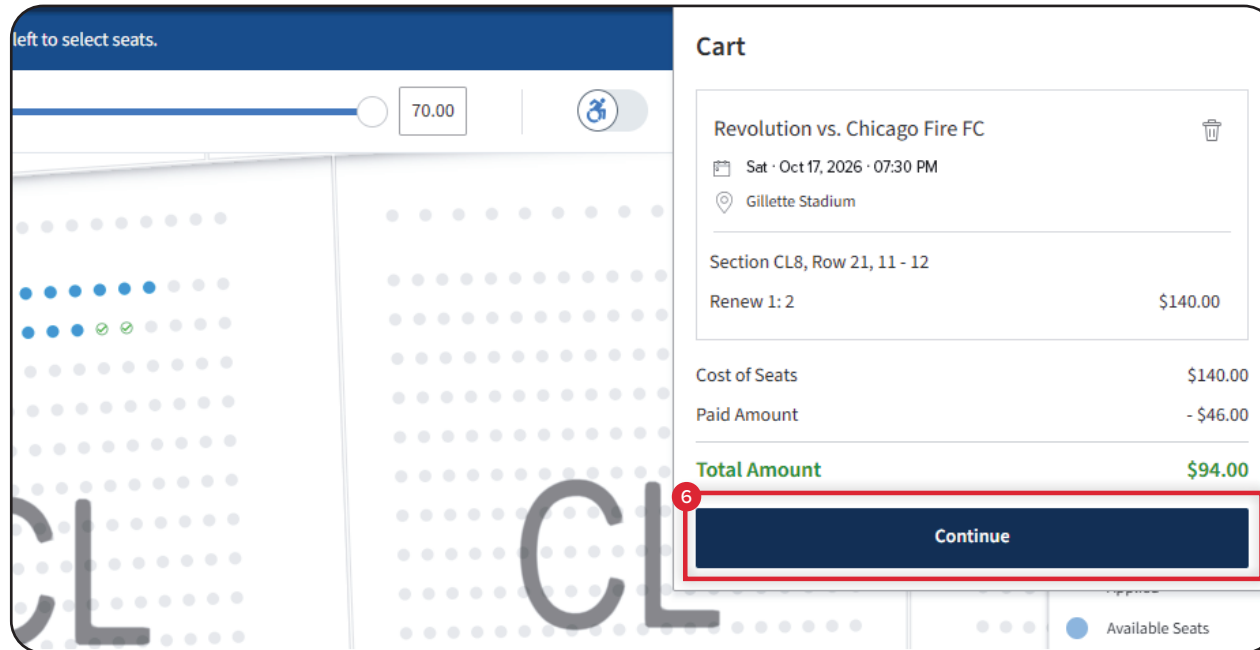 left to select seats.
70.00
CL
CL
Cart
Revolution vs. Chicago Fire FC
Sat · Oct 17, 2026 · 07:30 PM
Gillette Stadium
Section CL8, Row 21, 11 - 12
Renew 1: 2 $140.00
Cost of Seats $140.00
Paid Amount - $46.00
Total Amount $94.00
6
Continue
Available Seats